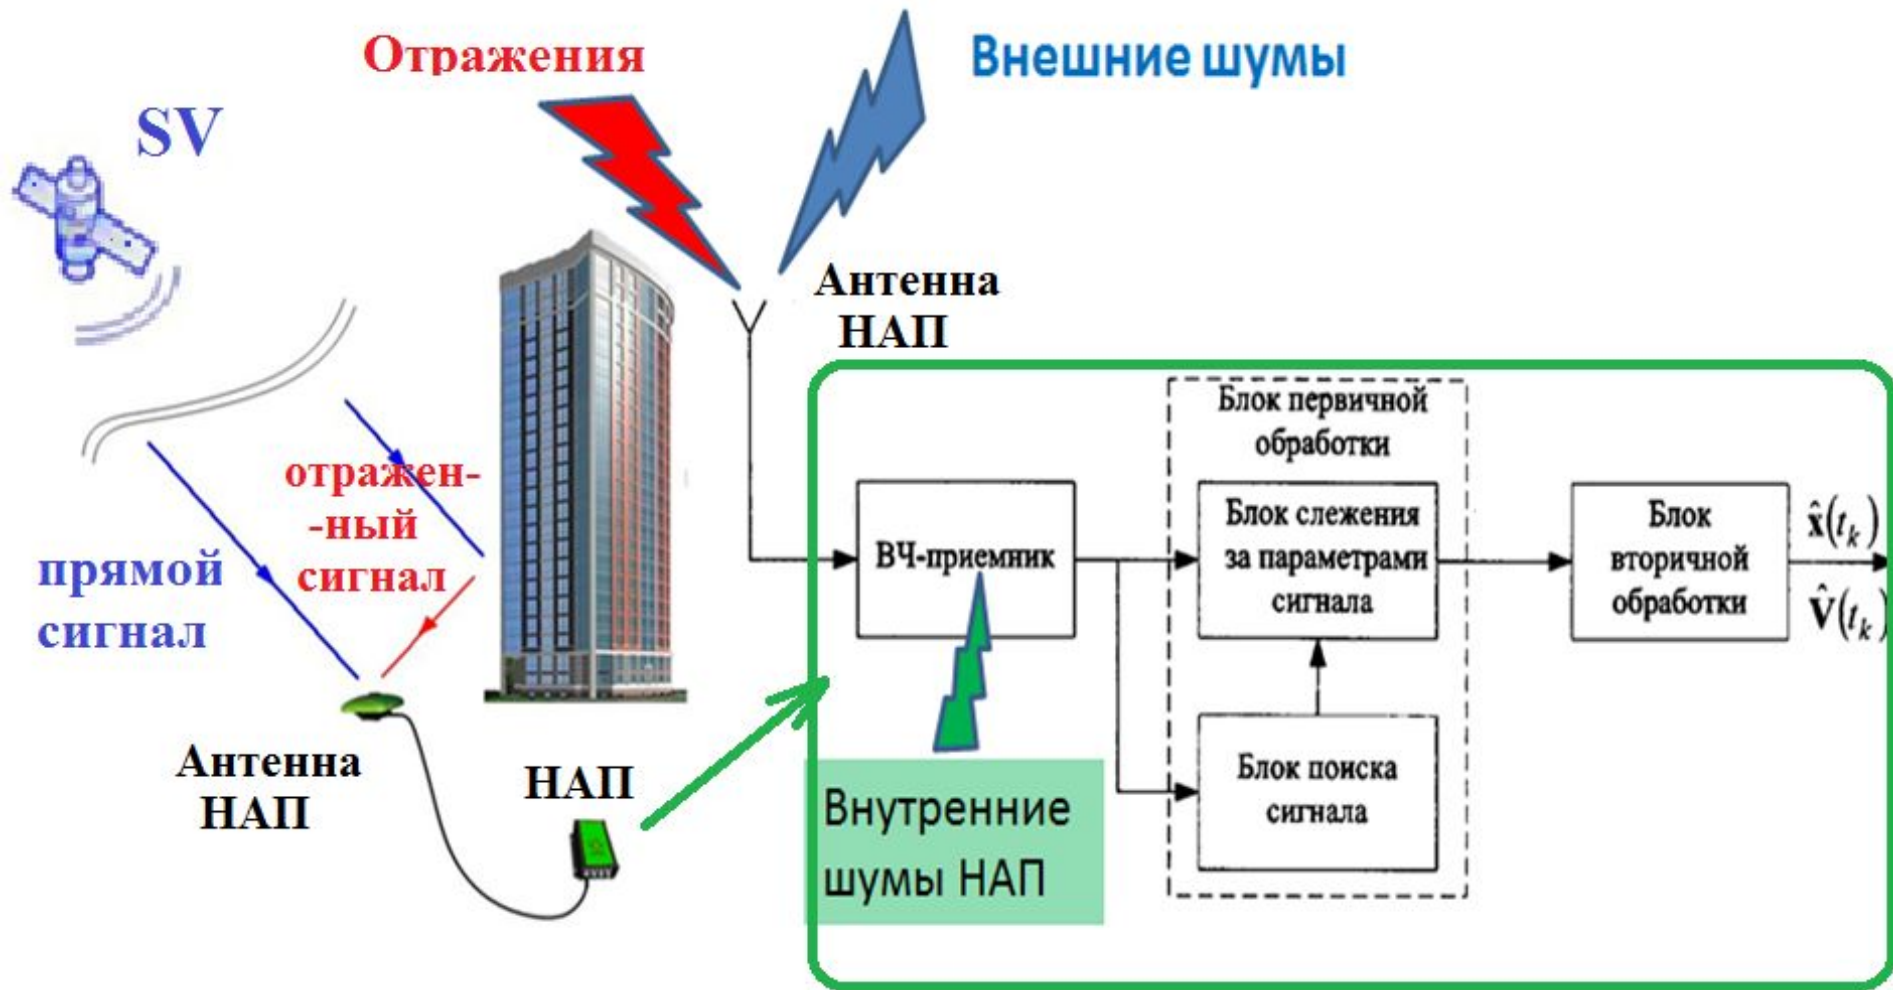 Отражения
Внешние шумы
SV
Антенна
НАП
отражен-
-ный
сигнал
прямой
сигнал
Антенна
НАП
НАП
Блок первичной
обработки
ВЧ-приемник
Блок слежения
за параметрами
сигнала
Блок
вторичной
обработки
x̂(t_k)
V̂(t_k)
Блок поиска
сигнала
Внутренние
шумы НАП